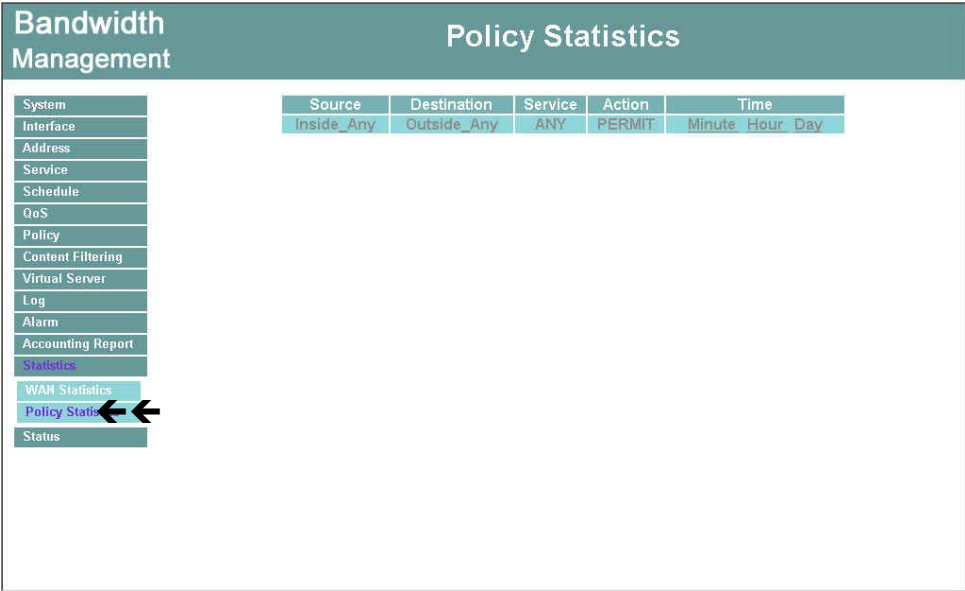 Bandwidth
Management
Policy Statistics
System
Interface
Address
Service
Schedule
QoS
Policy
Content Filtering
Virtual Server
Log
Alarm
Accounting Report
Statistics
WAN Statistics
Policy
Status
Source Destination Service Action Time
Inside_Any Outside_Any ANY PERMIT Minute Hour Day